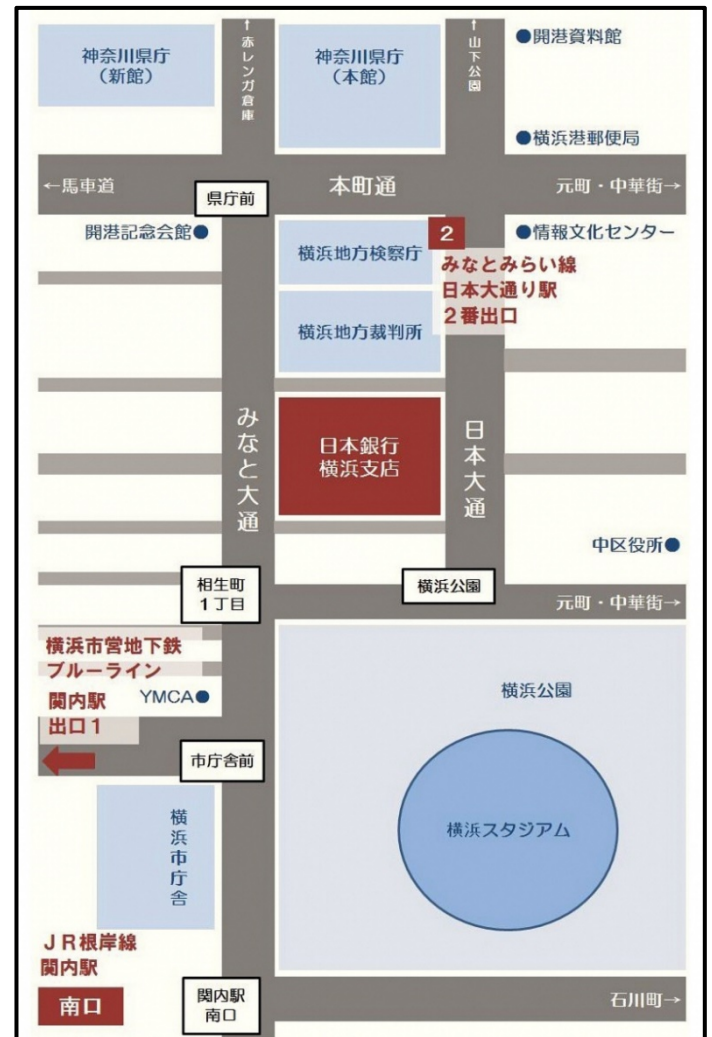 神奈川県庁
（新館）
↑赤レンガ倉庫
神奈川県庁
（本館）
↑山下公園
●開港資料館
●横浜港郵便局
←馬車道
県庁前
本町通
元町・中華街→
開港記念会館●
横浜地方検察庁
2
●情報文化センター
みなとみらい線
日本大通り駅
２番出口
横浜地方裁判所
みなと大通
日本銀行
横浜支店
日本大通
中区役所●
相生町
１丁目
横浜公園
元町・中華街→
横浜市営地下鉄
ブルーライン
関内駅
出口１
YMCA●
横浜公園
市庁舎前
横浜市庁舎
横浜スタジアム
ＪＲ根岸線
関内駅
南口
関内駅
南口
石川町→